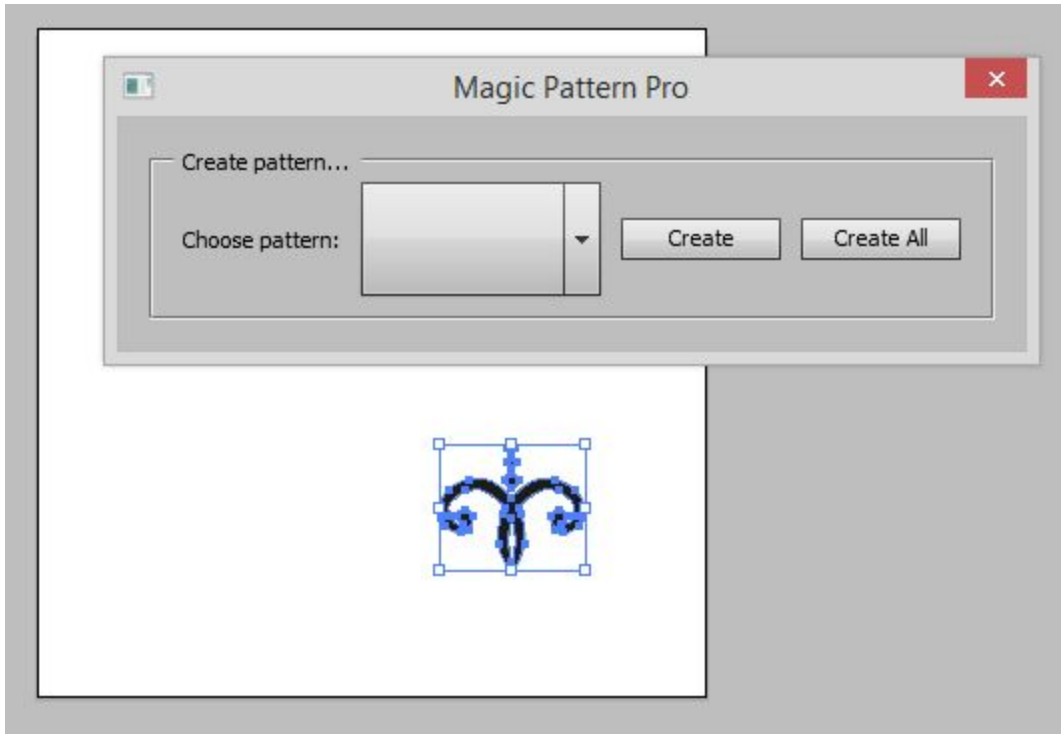 Magic Pattern Pro
Create pattern...
Choose pattern:
Create
Create All